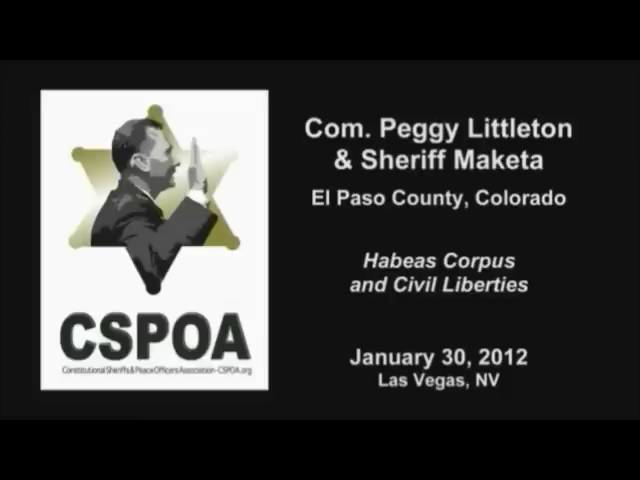 CSPOA
Constitutional Sheriffs & Peace Officers Association - CSPOA.org
Com. Peggy Littleton
& Sheriff Maketa
El Paso County, Colorado
Habeas Corpus
and Civil Liberties
January 30, 2012
Las Vegas, NV